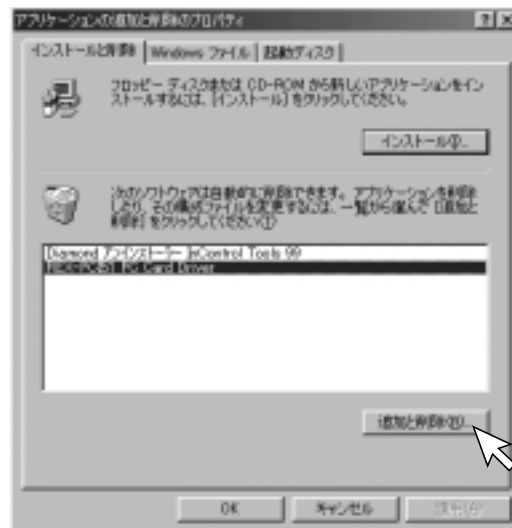 アプリケーションの追加と削除のプロパティ
インストールと削除 Windows ファイル 起動ディスク
フロッピー ディスクまたは CD-ROM から新しいアプリケーションをイン
ストールするには、[インストール] をクリックしてください。
インストール(I)...
次のソフトウェアは自動的に削除できます。アプリケーションを削除
したり、その構成ファイルを変更するには、一覧から選んで [追加と
削除] をクリックしてください(S)
Diamond アンインストーラー InControl Tools 99
PC Card Driver
追加と削除(R)...
OK キャンセル 適用(A)